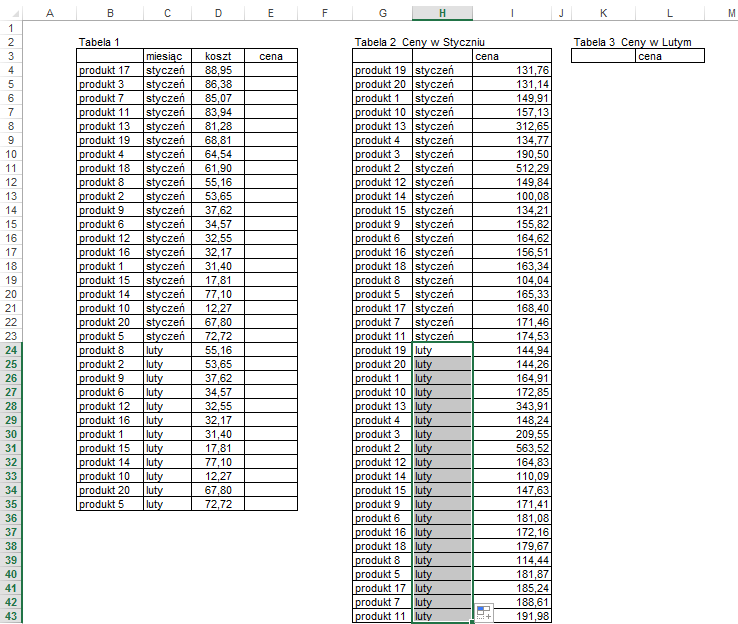 A B C D E F G H I J K L M
1
2 Tabela 1 Tabela 2 Ceny w Styczniu Tabela 3 Ceny w Lutym
3 miesiąc koszt cena cena cena
4 produkt 17 styczeń 88,95 produkt 19 styczeń 131,76
5 produkt 3 styczeń 86,38 produkt 20 styczeń 131,14
6 produkt 7 styczeń 85,07 produkt 1 styczeń 149,91
7 produkt 11 styczeń 83,94 produkt 10 styczeń 157,13
8 produkt 13 styczeń 81,28 produkt 13 styczeń 312,65
9 produkt 19 styczeń 68,81 produkt 4 styczeń 134,77
10 produkt 4 styczeń 64,54 produkt 3 styczeń 190,50
11 produkt 18 styczeń 61,90 produkt 2 styczeń 512,29
12 produkt 8 styczeń 55,16 produkt 12 styczeń 149,84
13 produkt 2 styczeń 53,65 produkt 14 styczeń 100,08
14 produkt 9 styczeń 37,62 produkt 15 styczeń 134,21
15 produkt 6 styczeń 34,57 produkt 9 styczeń 155,82
16 produkt 12 styczeń 32,55 produkt 6 styczeń 164,62
17 produkt 16 styczeń 32,17 produkt 16 styczeń 156,51
18 produkt 1 styczeń 31,40 produkt 18 styczeń 163,34
19 produkt 15 styczeń 17,81 produkt 8 styczeń 104,04
20 produkt 14 styczeń 77,10 produkt 5 styczeń 165,33
21 produkt 10 styczeń 12,27 produkt 17 styczeń 168,40
22 produkt 20 styczeń 67,80 produkt 7 styczeń 171,46
23 produkt 5 styczeń 72,72 produkt 11 styczeń 174,53
24 produkt 8 luty 55,16 produkt 19 luty 144,94
25 produkt 2 luty 53,65 produkt 20 luty 144,26
26 produkt 9 luty 37,62 produkt 1 luty 164,91
27 produkt 6 luty 34,57 produkt 10 luty 172,85
28 produkt 12 luty 32,55 produkt 13 luty 343,91
29 produkt 16 luty 32,17 produkt 4 luty 148,24
30 produkt 1 luty 31,40 produkt 3 luty 209,55
31 produkt 15 luty 17,81 produkt 2 luty 563,52
32 produkt 14 luty 77,10 produkt 12 luty 164,83
33 produkt 10 luty 12,27 produkt 14 luty 110,09
34 produkt 20 luty 67,80 produkt 15 luty 147,63
35 produkt 5 luty 72,72 produkt 9 luty 171,41
36 produkt 6 luty 181,08
37 produkt 16 luty 172,16
38 produkt 18 luty 179,67
39 produkt 8 luty 114,44
40 produkt 5 luty 181,87
41 produkt 17 luty 185,24
42 produkt 7 luty 188,61
43 produkt 11 luty 191,98